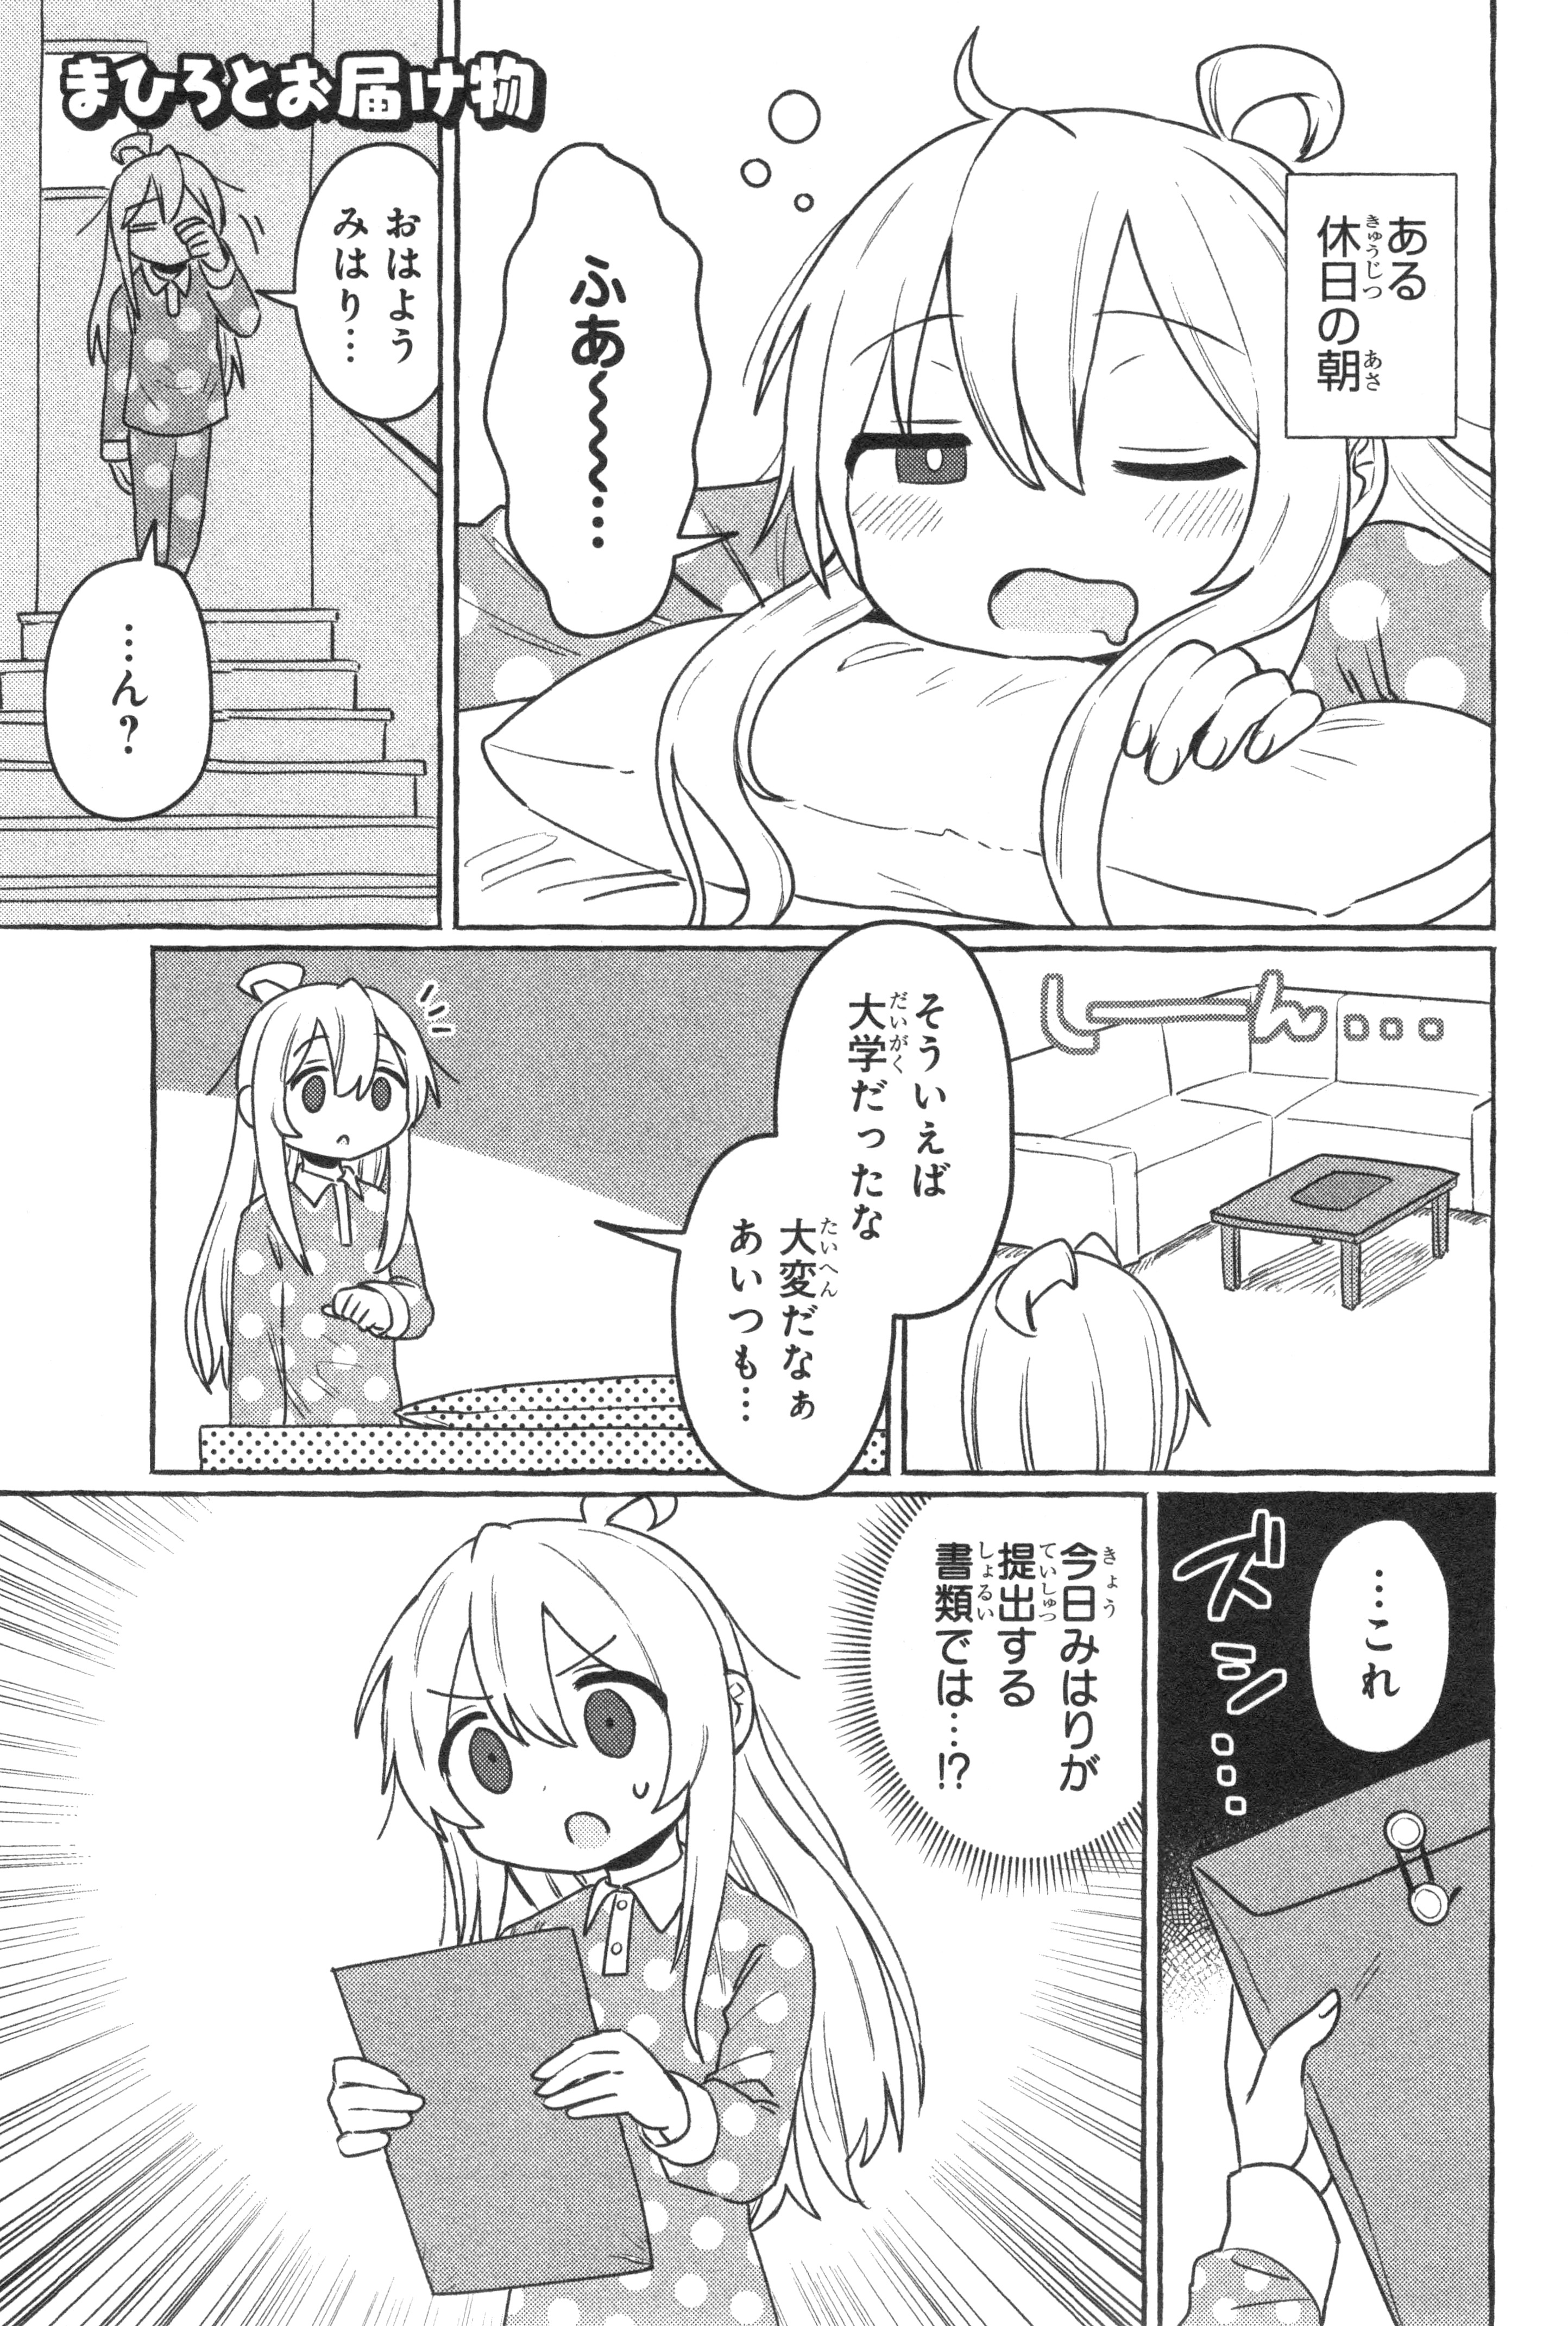 まひろとお届け物
ある
休日の朝
ふあ～～～…
おはよう
みはり…
…ん？
しーん...
そういえば
大学だったな
大変だなぁ
あいつも…
…これ
ズシ…
今日みはりが
提出する
書類では…!?